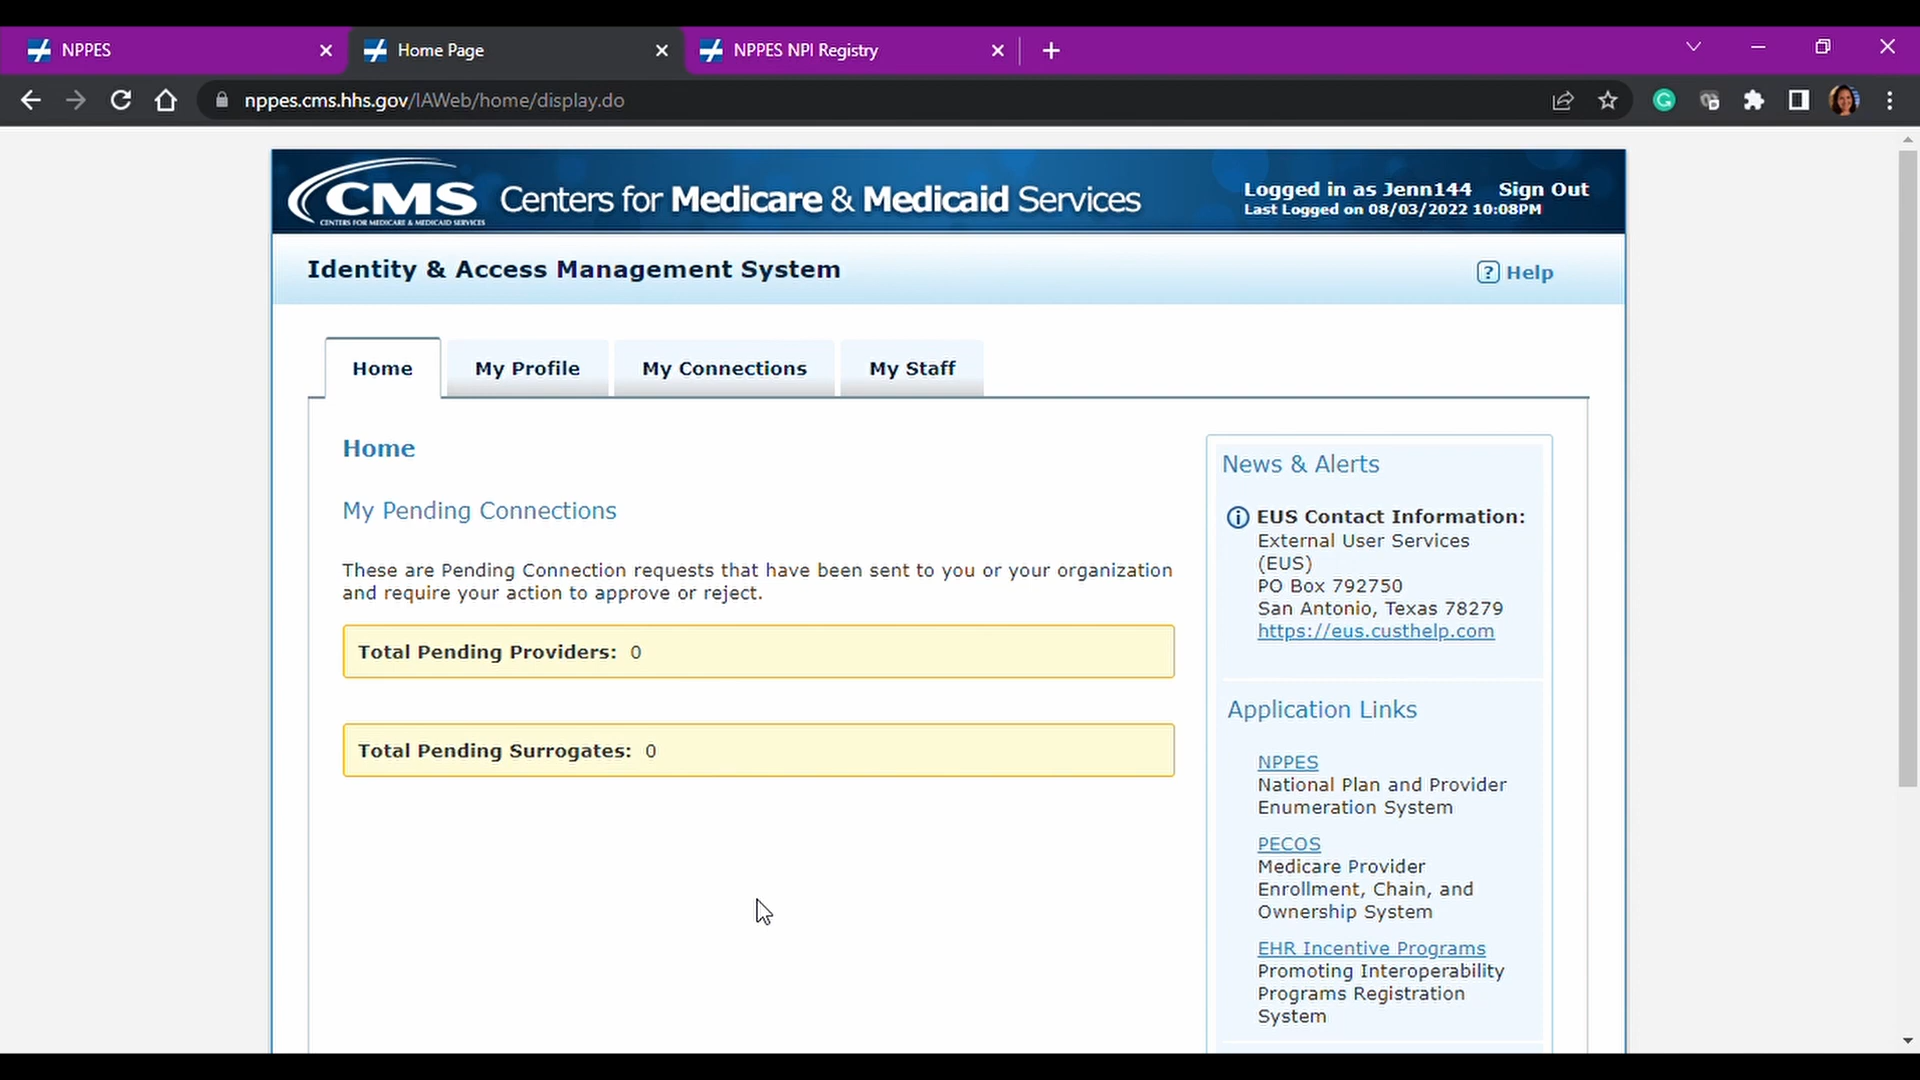 NPPES
Home Page
NPPES NPI Registry
nppes.cms.hhs.gov/IAWeb/home/display.do
CMS
CENTERS FOR MEDICARE & MEDICAID SERVICES
Centers for Medicare & Medicaid Services
Logged in as Jenn144 Sign Out
Last Logged on 08/03/2022 10:08PM
Identity & Access Management System
? Help
Home
My Profile
My Connections
My Staff
Home
My Pending Connections
These are Pending Connection requests that have been sent to you or your organization
and require your action to approve or reject.
Total Pending Providers: 0
Total Pending Surrogates: 0
News & Alerts
EUS Contact Information:
External User Services
(EUS)
PO Box 792750
San Antonio, Texas 78279
https://eus.custhelp.com
Application Links
NPPES
National Plan and Provider
Enumeration System
PECOS
Medicare Provider
Enrollment, Chain, and
Ownership System
EHR Incentive Programs
Promoting Interoperability
Programs Registration
System